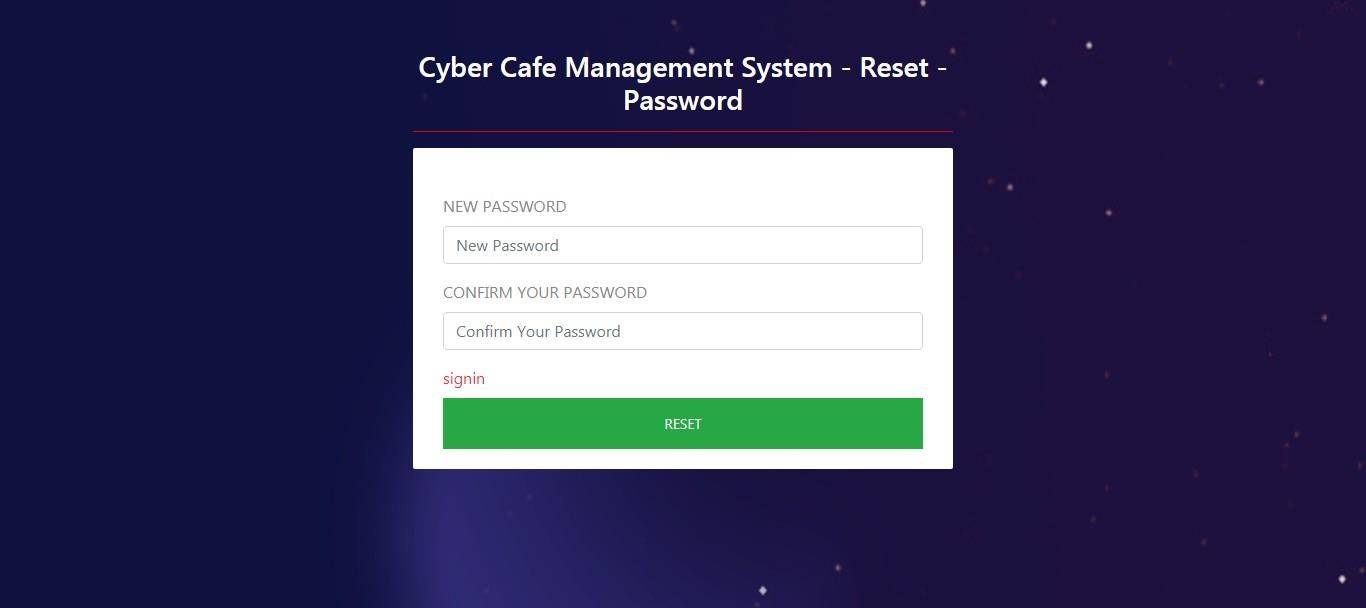 Cyber Cafe Management System - Reset -
Password
NEW PASSWORD
New Password
CONFIRM YOUR PASSWORD
Confirm Your Password
signin
RESET